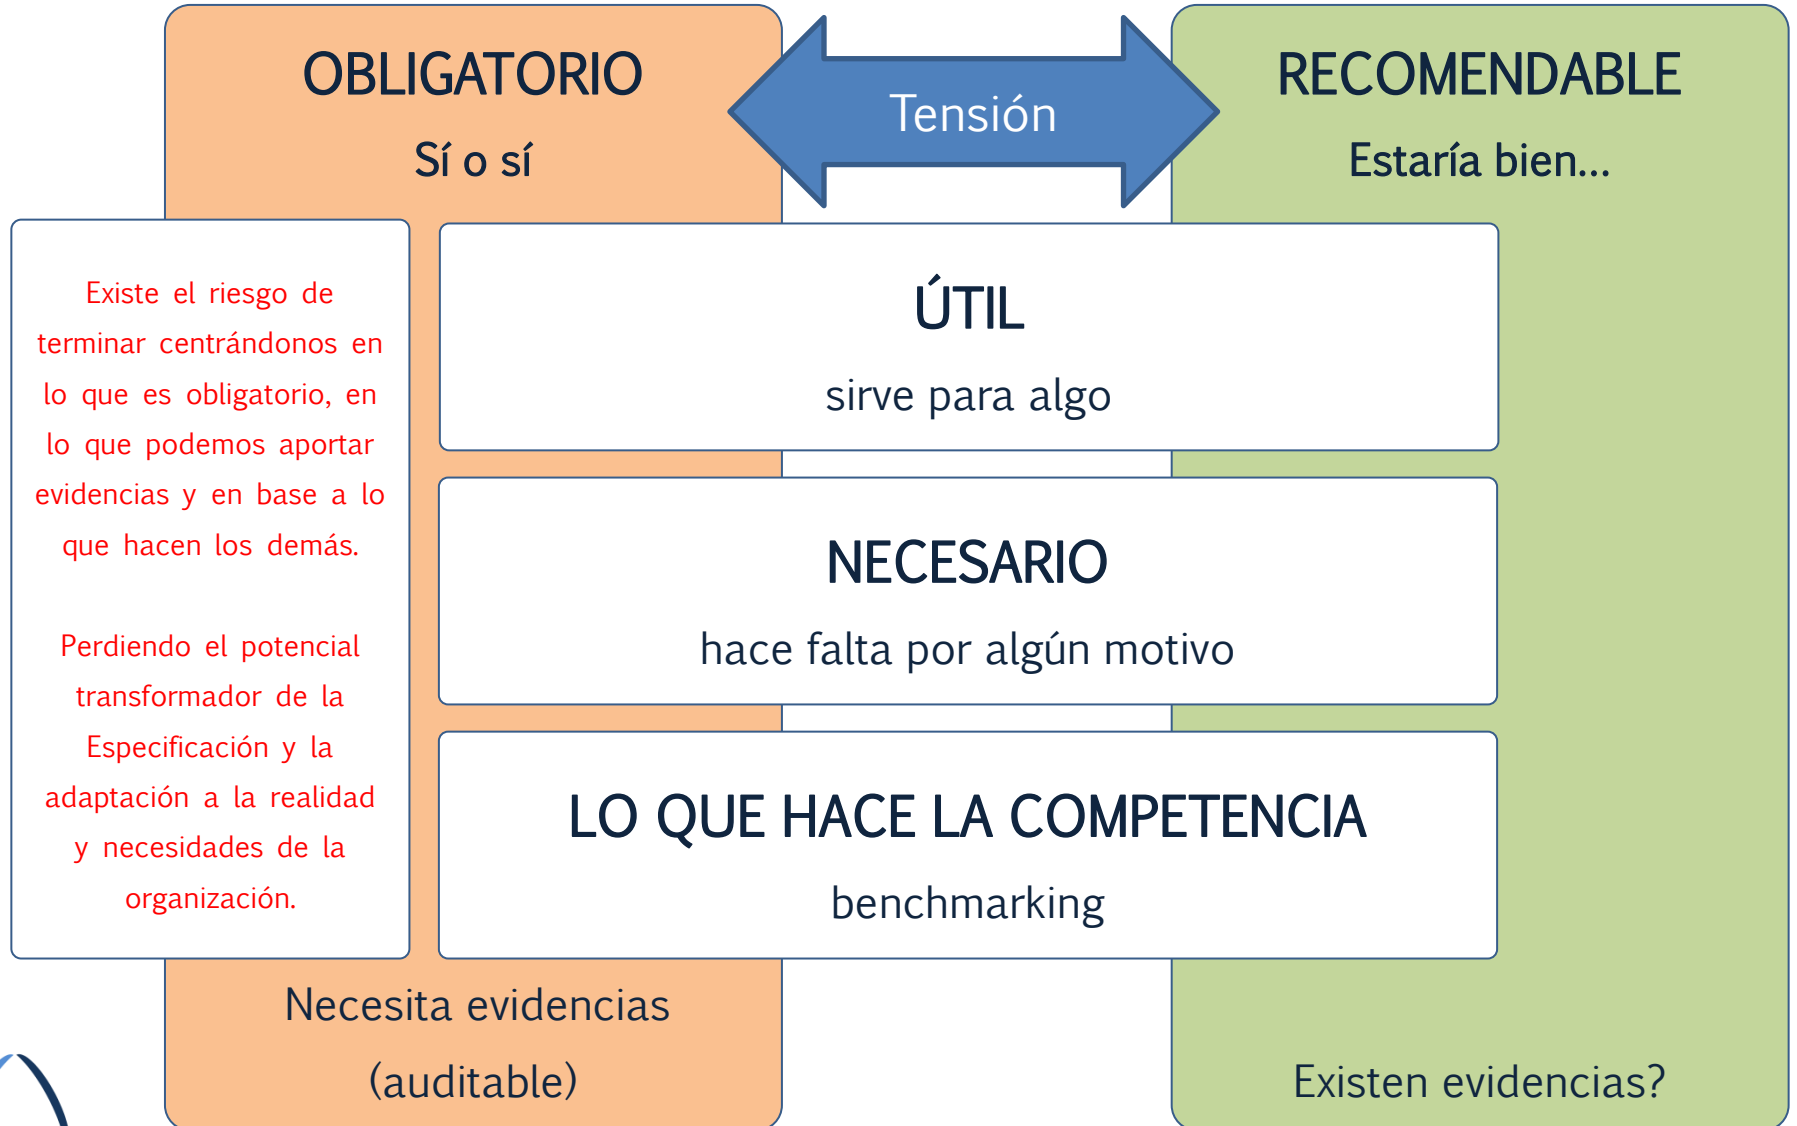 OBLIGATORIO
Sí o sí
Tensión
RECOMENDABLE
Estaría bien...
Existe el riesgo de
terminar centrándonos en
lo que es obligatorio, en
lo que podemos aportar
evidencias y en base a lo
que hacen los demás.
Perdiendo el potencial
transformador de la
Especificación y la
adaptación a la realidad
y necesidades de la
organización.
ÚTIL
sirve para algo
NECESARIO
hace falta por algún motivo
LO QUE HACE LA COMPETENCIA
benchmarking
Necesita evidencias
(auditable)
Existen evidencias?